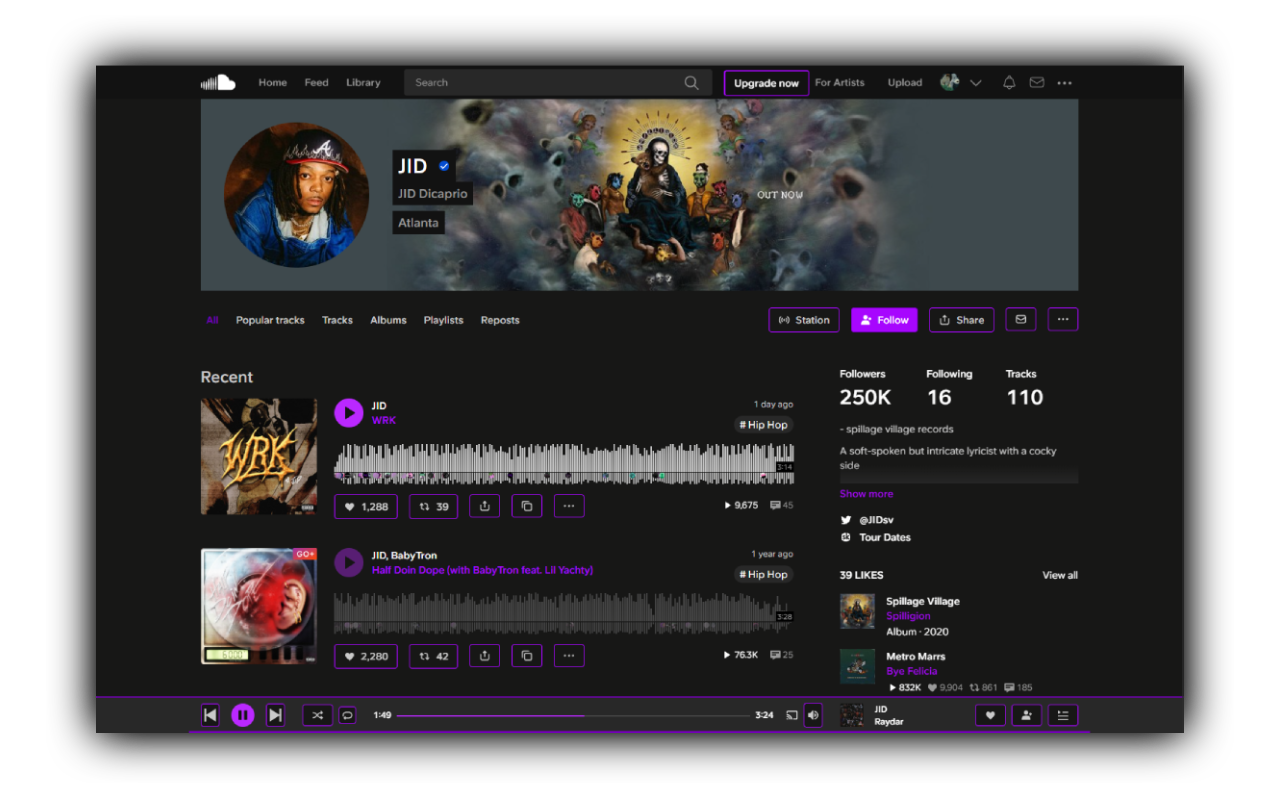 Home Feed Library Search Upgrade now For Artists Upload
JID
JID Dicaprio
Atlanta
OUT NOW
All Popular tracks Tracks Albums Playlists Reposts Station Follow Share
Recent
WRK
JID
WRK
1 day ago
# Hip Hop
3:14
1,288 39 9,675 45
GO+
JID, BabyTron
Half Doin Dope (with BabyTron feat. Lil Yachty)
1 year ago
# Hip Hop
3:28
2,280 42 76.3K 25
Followers Following Tracks
250K 16 110
- spillage village records
A soft-spoken but intricate lyricist with a cocky
side
Show more
@JIDsv
Tour Dates
39 LIKES View all
Spillage Village
Spilligion
Album · 2020
Metro Marrs
Bye Felicia
832K 9,904 861 185
1:49 3:24
JID
Raydar